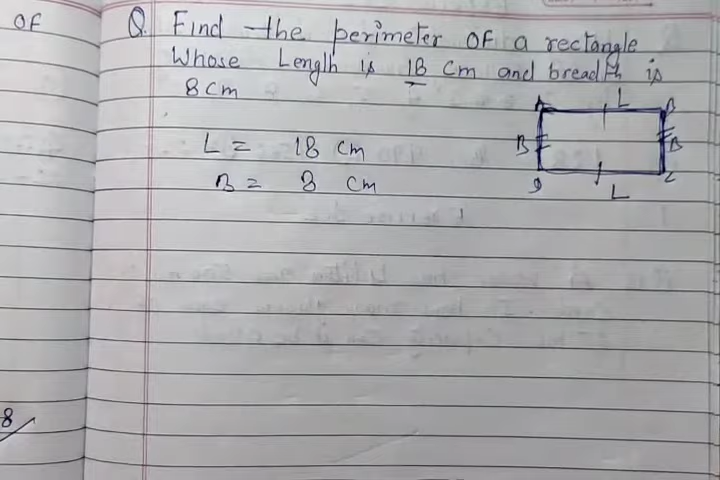 OF
Q. Find the perimeter OF a rectangle
Whose Length is 18 cm and breadth is
8 cm
L = 18 cm
B = 8 cm
A L B
B B
D L C
8